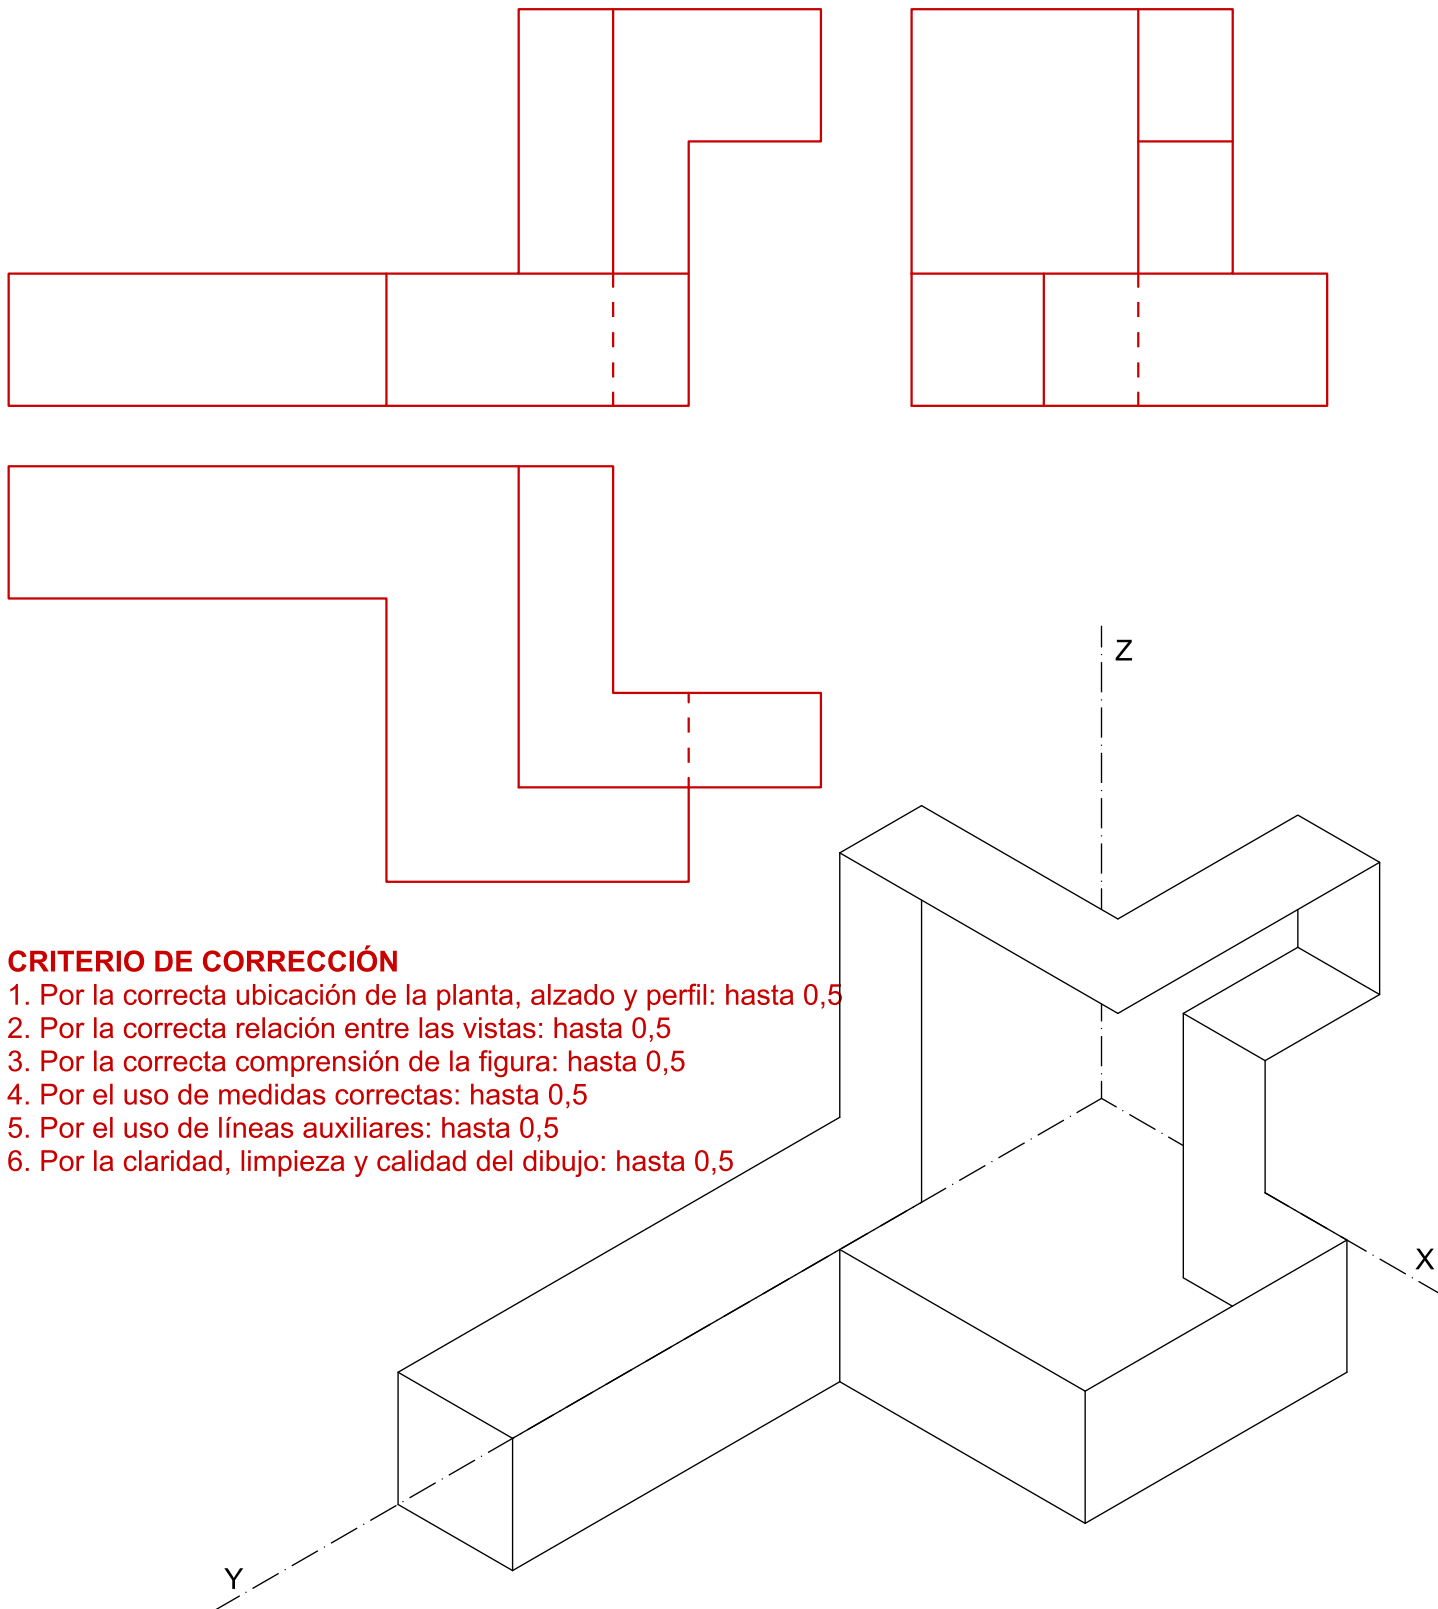 Z
CRITERIO DE CORRECCIÓN
1. Por la correcta ubicación de la planta, alzado y perfil: hasta 0,5
2. Por la correcta relación entre las vistas: hasta 0,5
3. Por la correcta comprensión de la figura: hasta 0,5
4. Por el uso de medidas correctas: hasta 0,5
5. Por el uso de líneas auxiliares: hasta 0,5
6. Por la claridad, limpieza y calidad del dibujo: hasta 0,5
X
Y